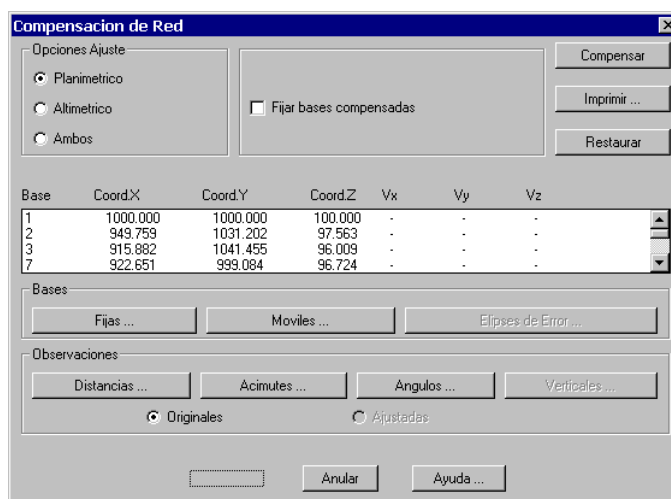 Compensacion de Red
Opciones Ajuste
Planimetrico
Altimetrico
Ambos
Fijar bases compensadas
Compensar
Imprimir ...
Restaurar
Base Coord.X Coord.Y Coord.Z Vx Vy Vz
1 1000.000 1000.000 100.000 - - -
2 949.759 1031.202 97.563 - - -
3 915.882 1041.455 96.009 - - -
7 922.651 999.084 96.724 - - -
Bases
Fijas ... Moviles ... Elipses de Error ...
Observaciones
Distancias ... Acimutes ... Angulos ... Verticales ...
Originales Ajustadas
Anular Ayuda ...